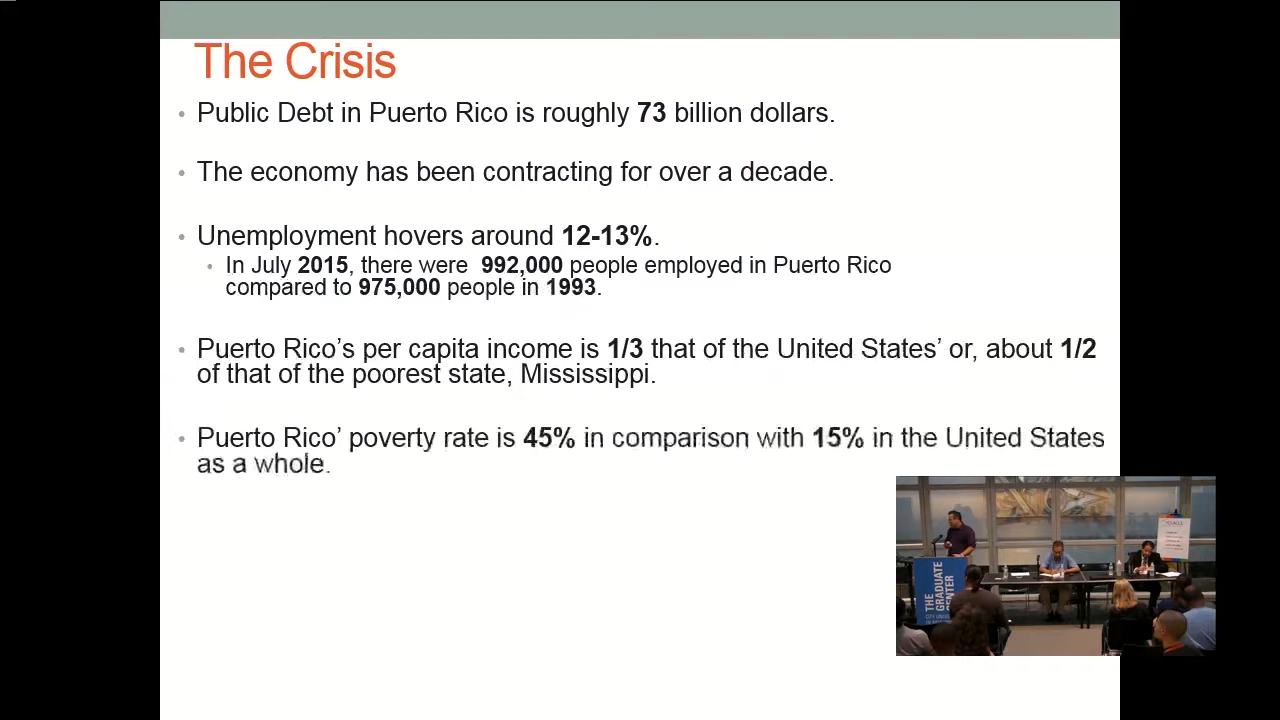 The Crisis
• Public Debt in Puerto Rico is roughly 73 billion dollars.
• The economy has been contracting for over a decade.
• Unemployment hovers around 12-13%.
• In July 2015, there were 992,000 people employed in Puerto Rico
compared to 975,000 people in 1993.
• Puerto Rico’s per capita income is 1/3 that of the United States’ or, about 1/2
of that of the poorest state, Mississippi.
• Puerto Rico’ poverty rate is 45% in comparison with 15% in the United States
as a whole.
THE
GRADUATE
CENTER